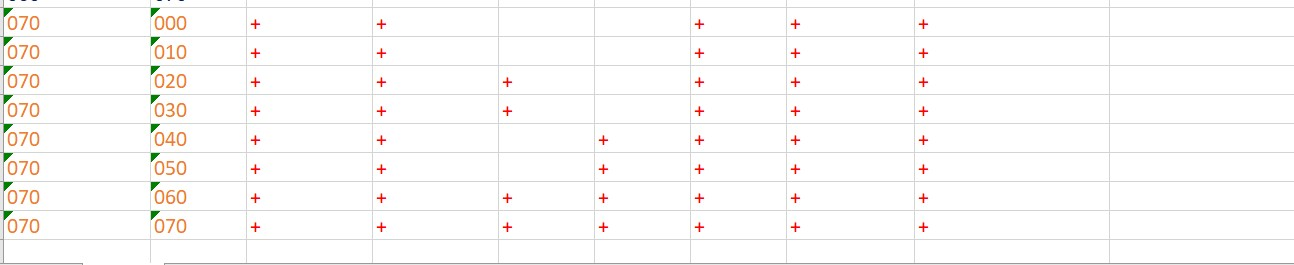 070 000 + + + + +
070 010 + + + + +
070 020 + + + + + +
070 030 + + + + + +
070 040 + + + + + +
070 050 + + + + + +
070 060 + + + + + + +
070 070 + + + + + + +